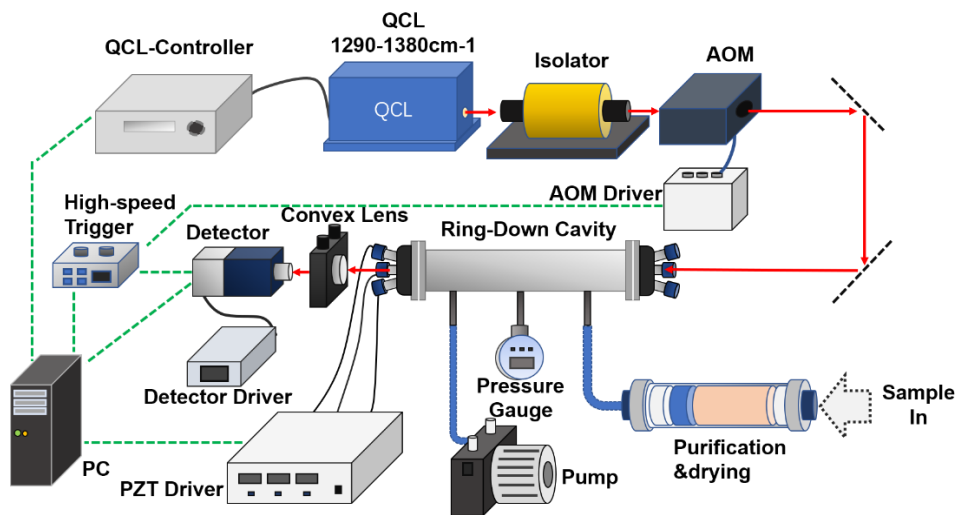 QCL
1290-1380cm-1
QCL-Controller
Isolator
AOM
QCL
AOM Driver
High-speed
Trigger
Detector
Convex Lens
Ring-Down Cavity
Detector Driver
Pressure
Gauge
Sample
In
Purification
&drying
PC
PZT Driver
Pump